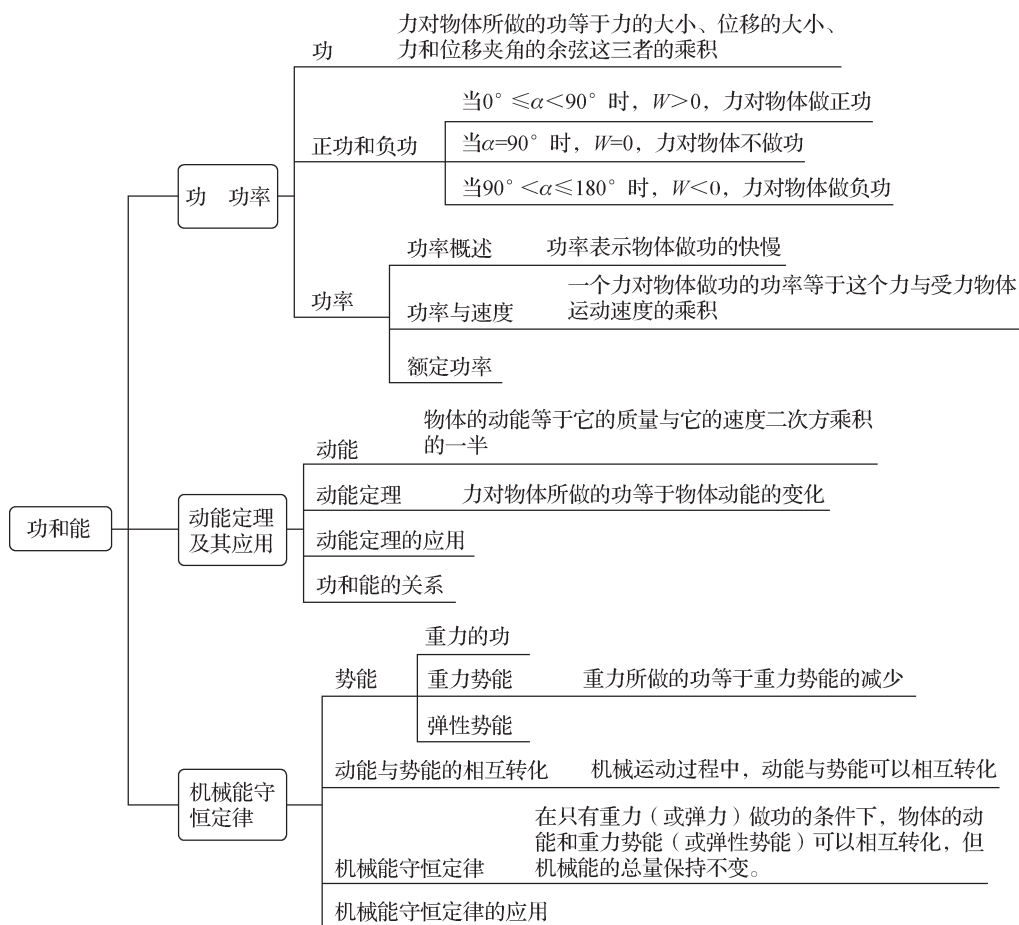 力对物体所做的功等于力的大小、位移的大小、
功 力和位移夹角的余弦这三者的乘积
当0°≤α<90°时，W>0，力对物体做正功
正功和负功
当α=90°时，W=0，力对物体不做功
当90°<α≤180°时，W<0，力对物体做负功
功 功率
功率概述 功率表示物体做功的快慢
功率
一个力对物体做功的功率等于这个力与受力物体
功率与速度 运动速度的乘积
额定功率
物体的动能等于它的质量与它的速度二次方乘积
动能 的一半
动能定理 力对物体所做的功等于物体动能的变化
功和能
动能定理
及其应用
动能定理的应用
功和能的关系
重力的功
势能
重力势能 重力所做的功等于重力势能的减少
弹性势能
动能与势能的相互转化 机械运动过程中，动能与势能可以相互转化
机械能守
恒定律
在只有重力（或弹力）做功的条件下，物体的动
能和重力势能（或弹性势能）可以相互转化，但
机械能守恒定律 机械能的总量保持不变。
机械能守恒定律的应用